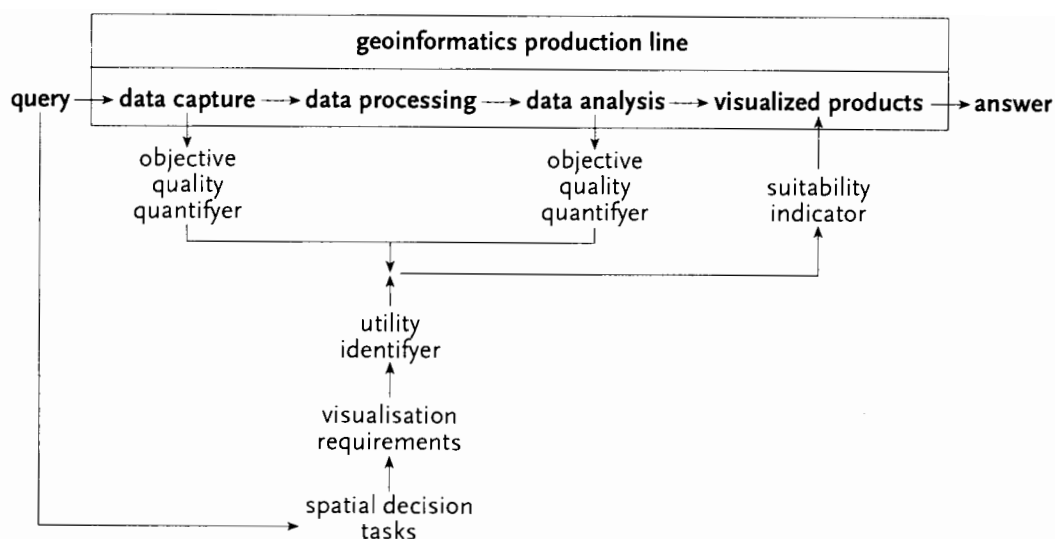 geoinformatics production line
query data capture data processing data analysis visualized products answer
objective
quality
quantifyer
objective
quality
quantifyer
suitability
indicator
utility
identifyer
visualisation
requirements
spatial decision
tasks